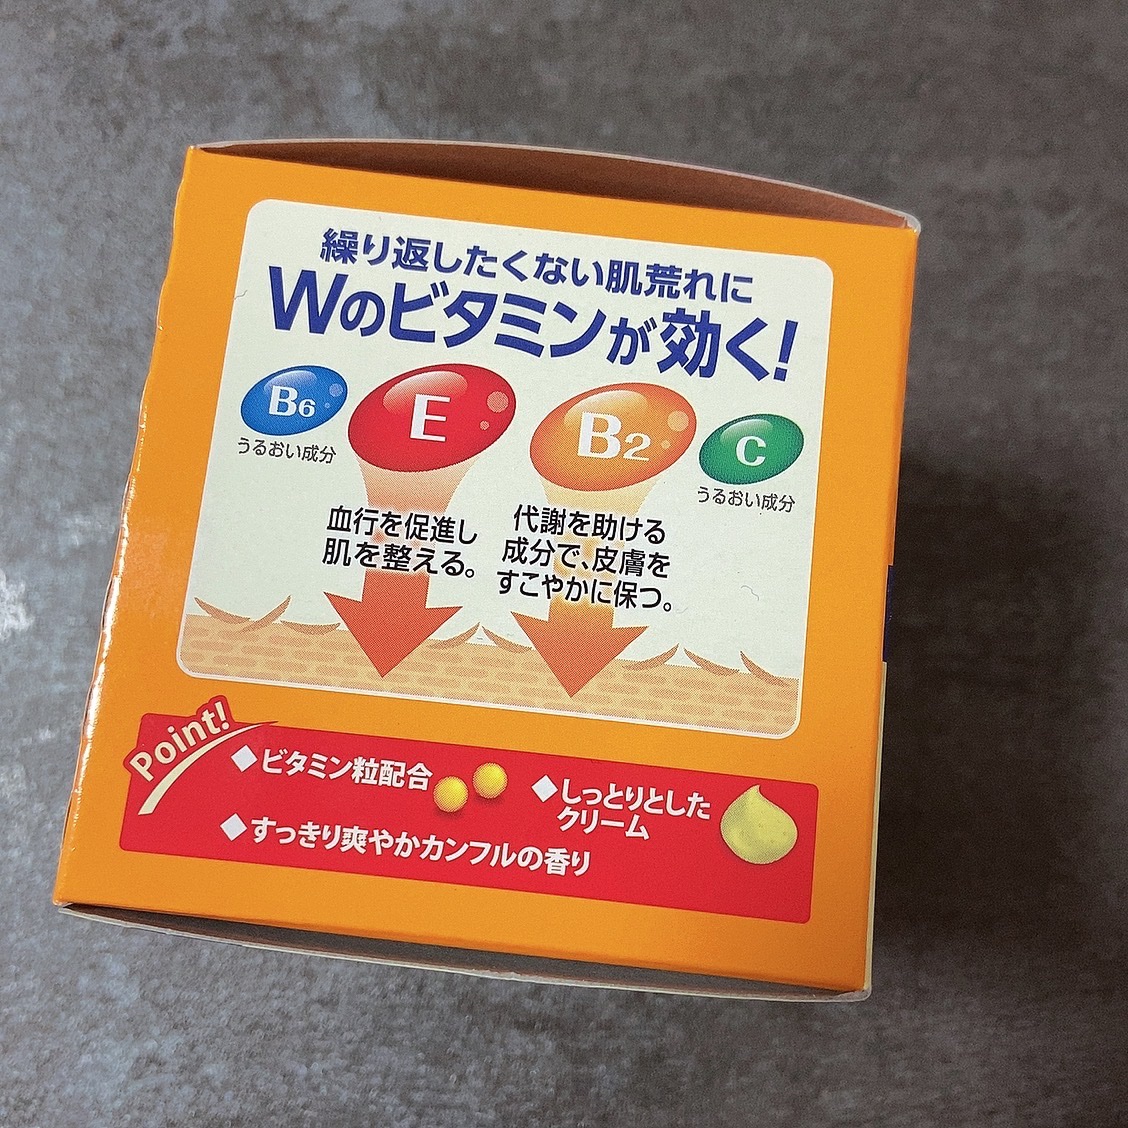 繰り返したくない肌荒れに
Wのビタミンが効く!
B6
うるおい成分
E
血行を促進し
肌を整える。
B2
代謝を助ける
成分で、皮膚を
すこやかに保つ。
C
うるおい成分
Point!
◆ビタミン粒配合
◆しっとりとした
クリーム
◆すっきり爽やかカンフルの香り